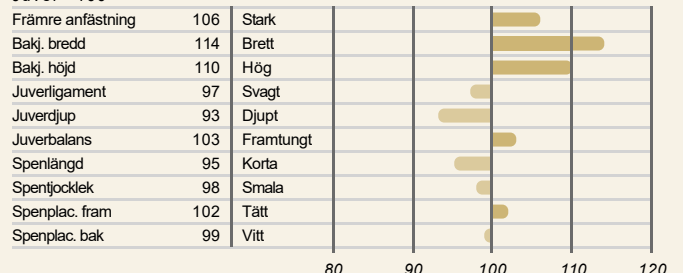 Främre anfästning 106 Stark
Bakj. bredd 114 Brett
Bakj. höjd 110 Hög
Juverligament 97 Svagt
Juverdjup 93 Djupt
Juverbalans 103 Framtungt
Spenlängd 95 Korta
Spentjocklek 98 Smala
Spenplac. fram 102 Tätt
Spenplac. bak 99 Vitt
80 90 100 110 120